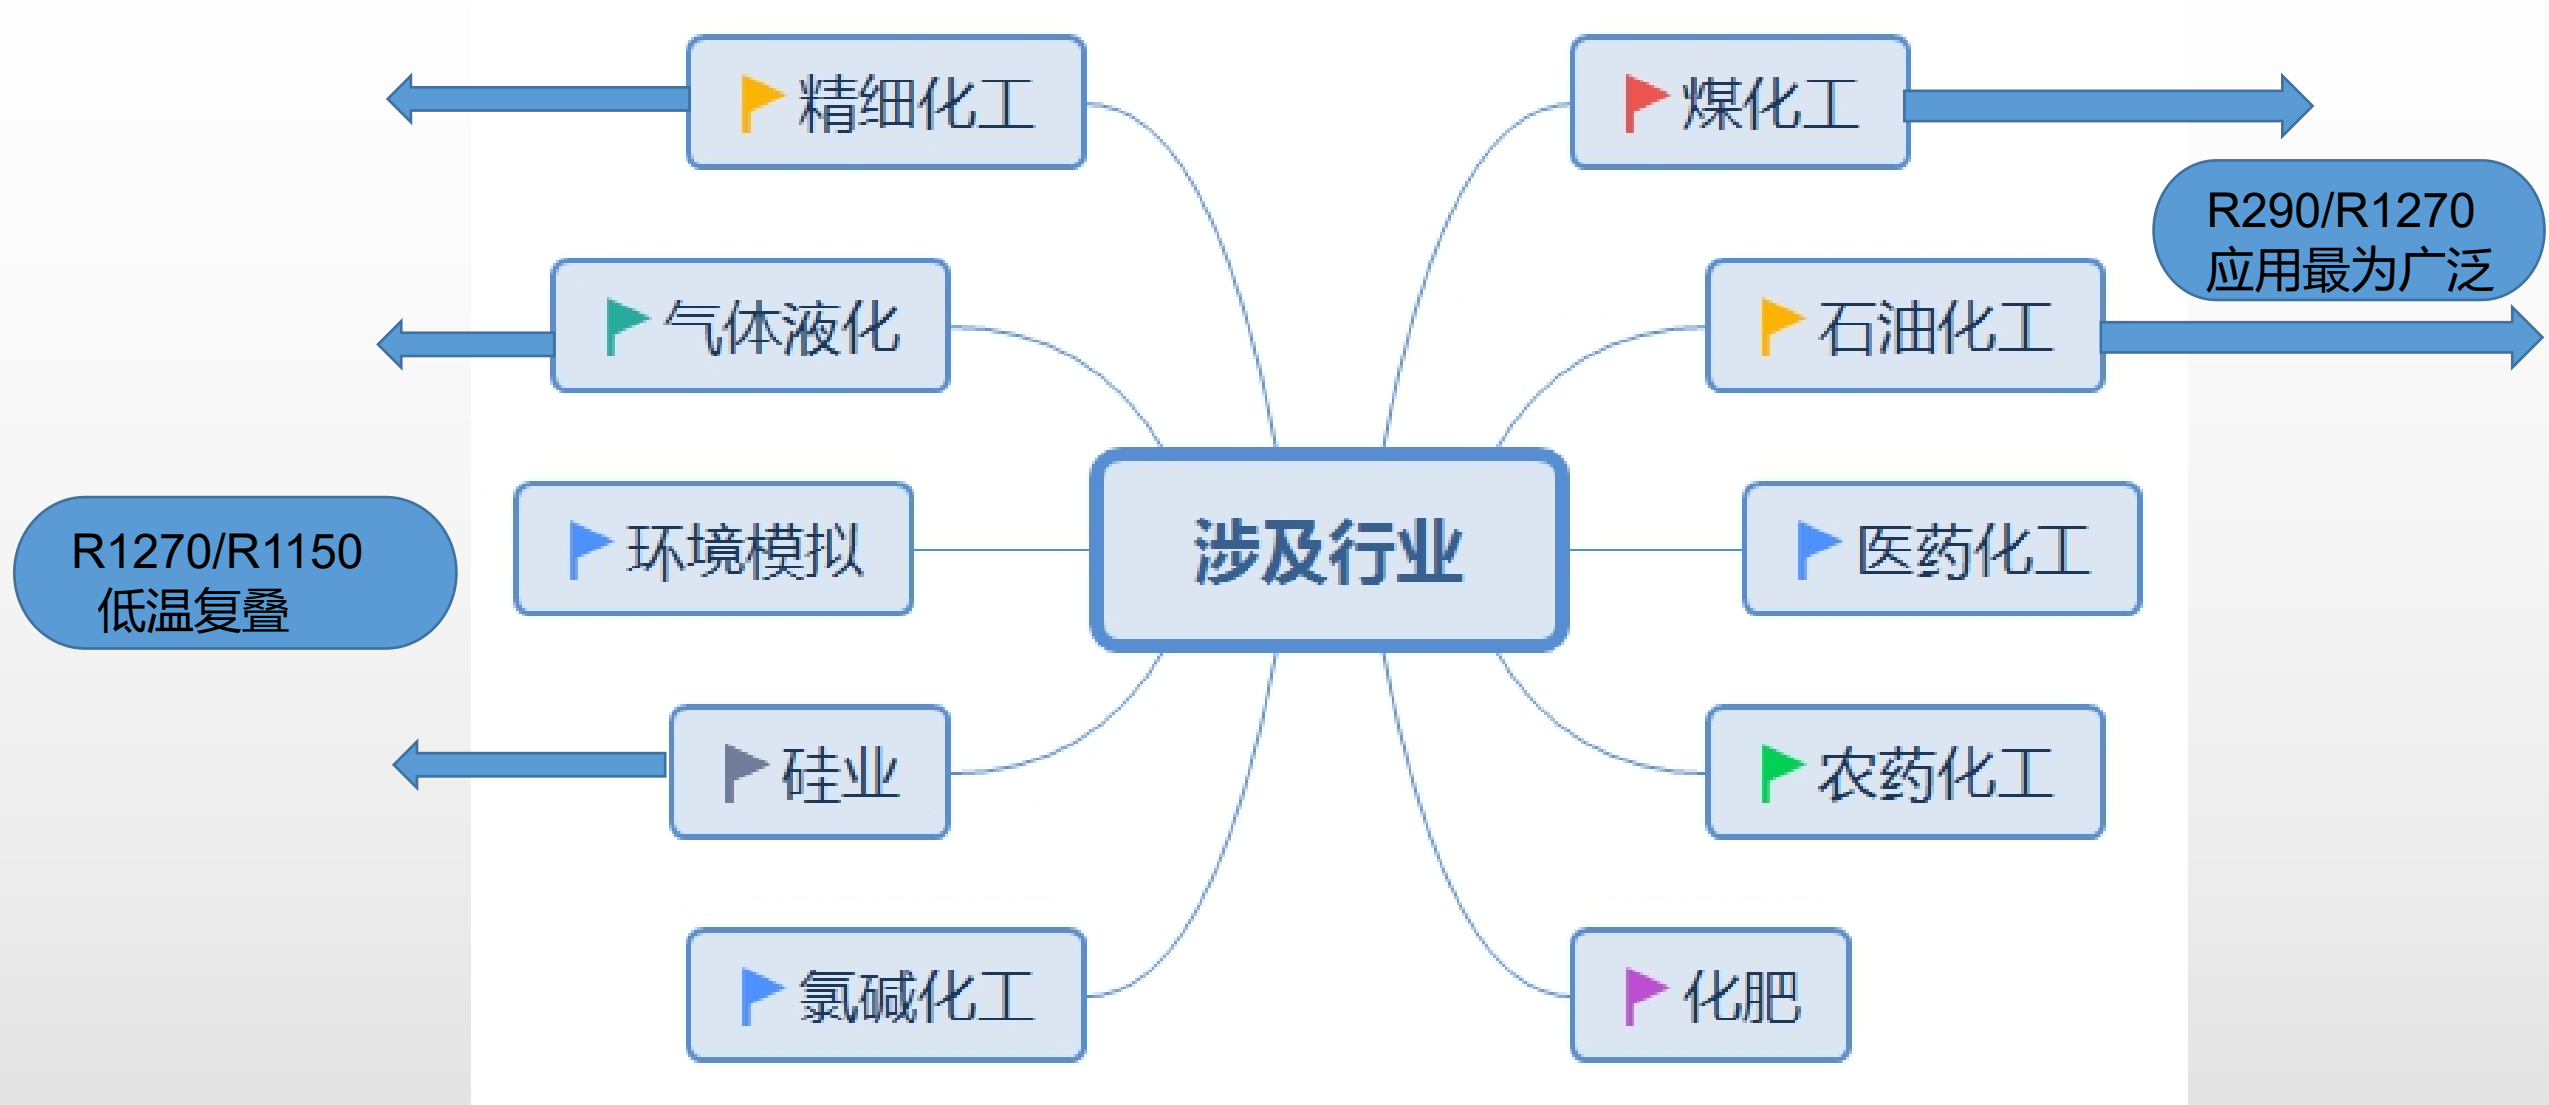 精细化工
煤化工
R290/R1270
应用最为广泛
气体液化
石油化工
R1270/R1150
低温复叠
环境模拟
涉及行业
医药化工
硅业
农药化工
氯碱化工
化肥